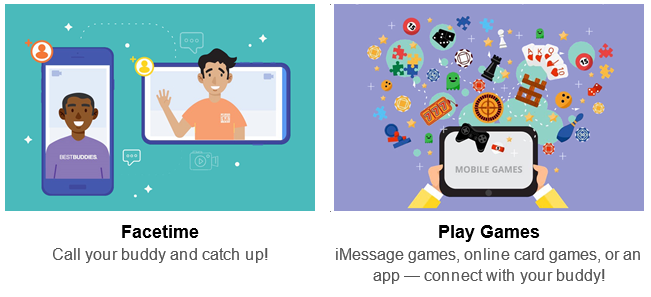 BESTBUDDIES
MOBILE GAMES
Facetime
Call your buddy and catch up!
Play Games
iMessage games, online card games, or an
app — connect with your buddy!